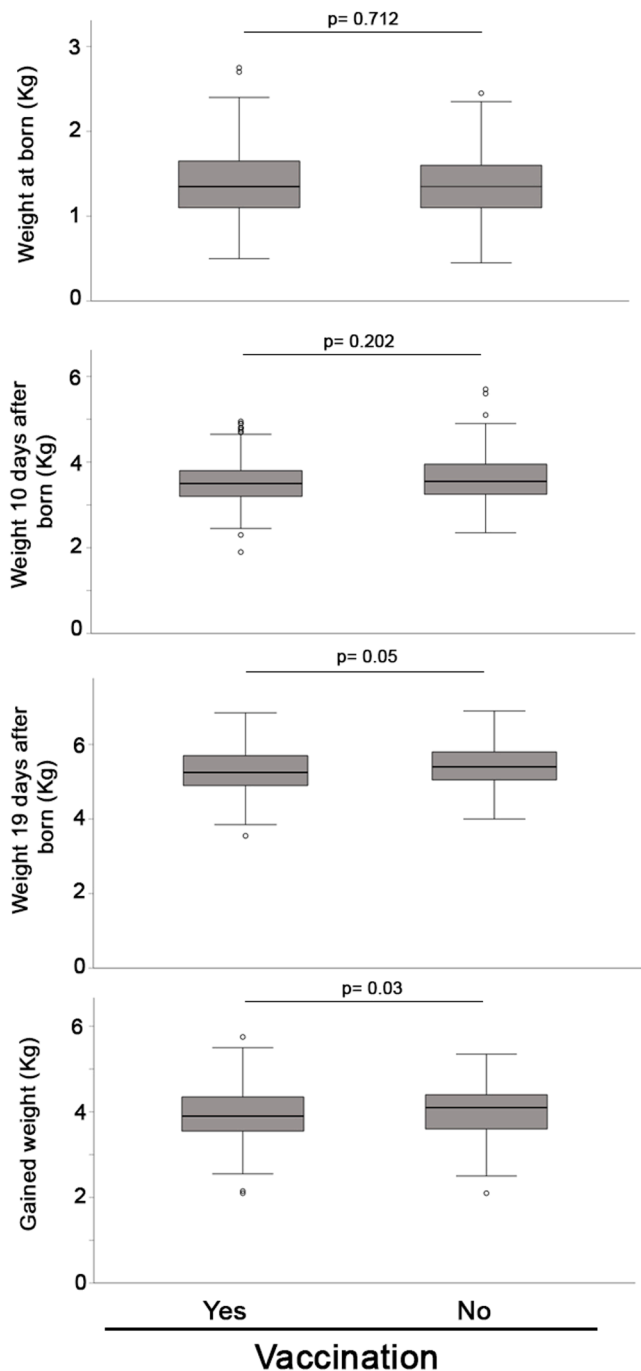 p= 0.712
Weight at born (Kg)
3
2
1
0
p= 0.202
Weight 10 days after
born (Kg)
6
4
2
0
p= 0.05
Weight 19 days after
born (Kg)
6
4
2
0
p= 0.03
Gained weight (Kg)
6
4
2
0
Yes No
Vaccination